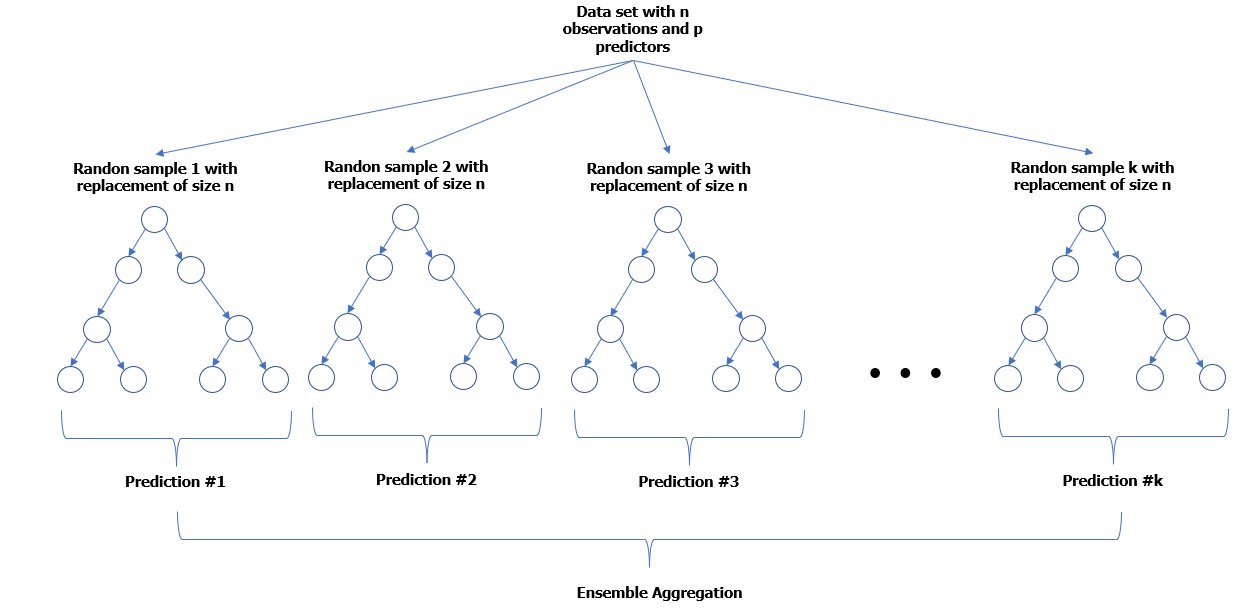 Data set with n
observations and p
predictors
Randon sample 1 with
replacement of size n
Randon sample 2 with
replacement of size n
Randon sample 3 with
replacement of size n
Randon sample k with
replacement of size n
Prediction #1
Prediction #2
Prediction #3
Prediction #k
Ensemble Aggregation